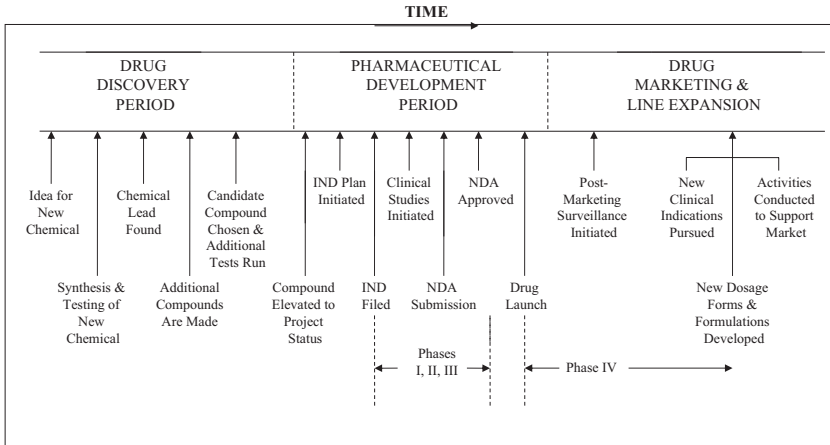 TIME
DRUG
DISCOVERY
PERIOD
PHARMACEUTICAL
DEVELOPMENT
PERIOD
DRUG
MARKETING &
LINE EXPANSION
Idea for
New
Chemical
Synthesis &
Testing of
New
Chemical
Chemical
Lead
Found
Additional
Compounds
Are Made
Candidate
Compound
Chosen &
Additional
Tests Run
Compound
Elevated to
Project
Status
IND Plan
Initiated
IND
Filed
Clinical
Studies
Initiated
NDA
Submission
NDA
Approved
Drug
Launch
Post-
Marketing
Surveillance
Initiated
New
Clinical
Indications
Pursued
New Dosage
Forms &
Formulations
Developed
Activities
Conducted
to Support
Market
Phases
I, II, III
Phase IV